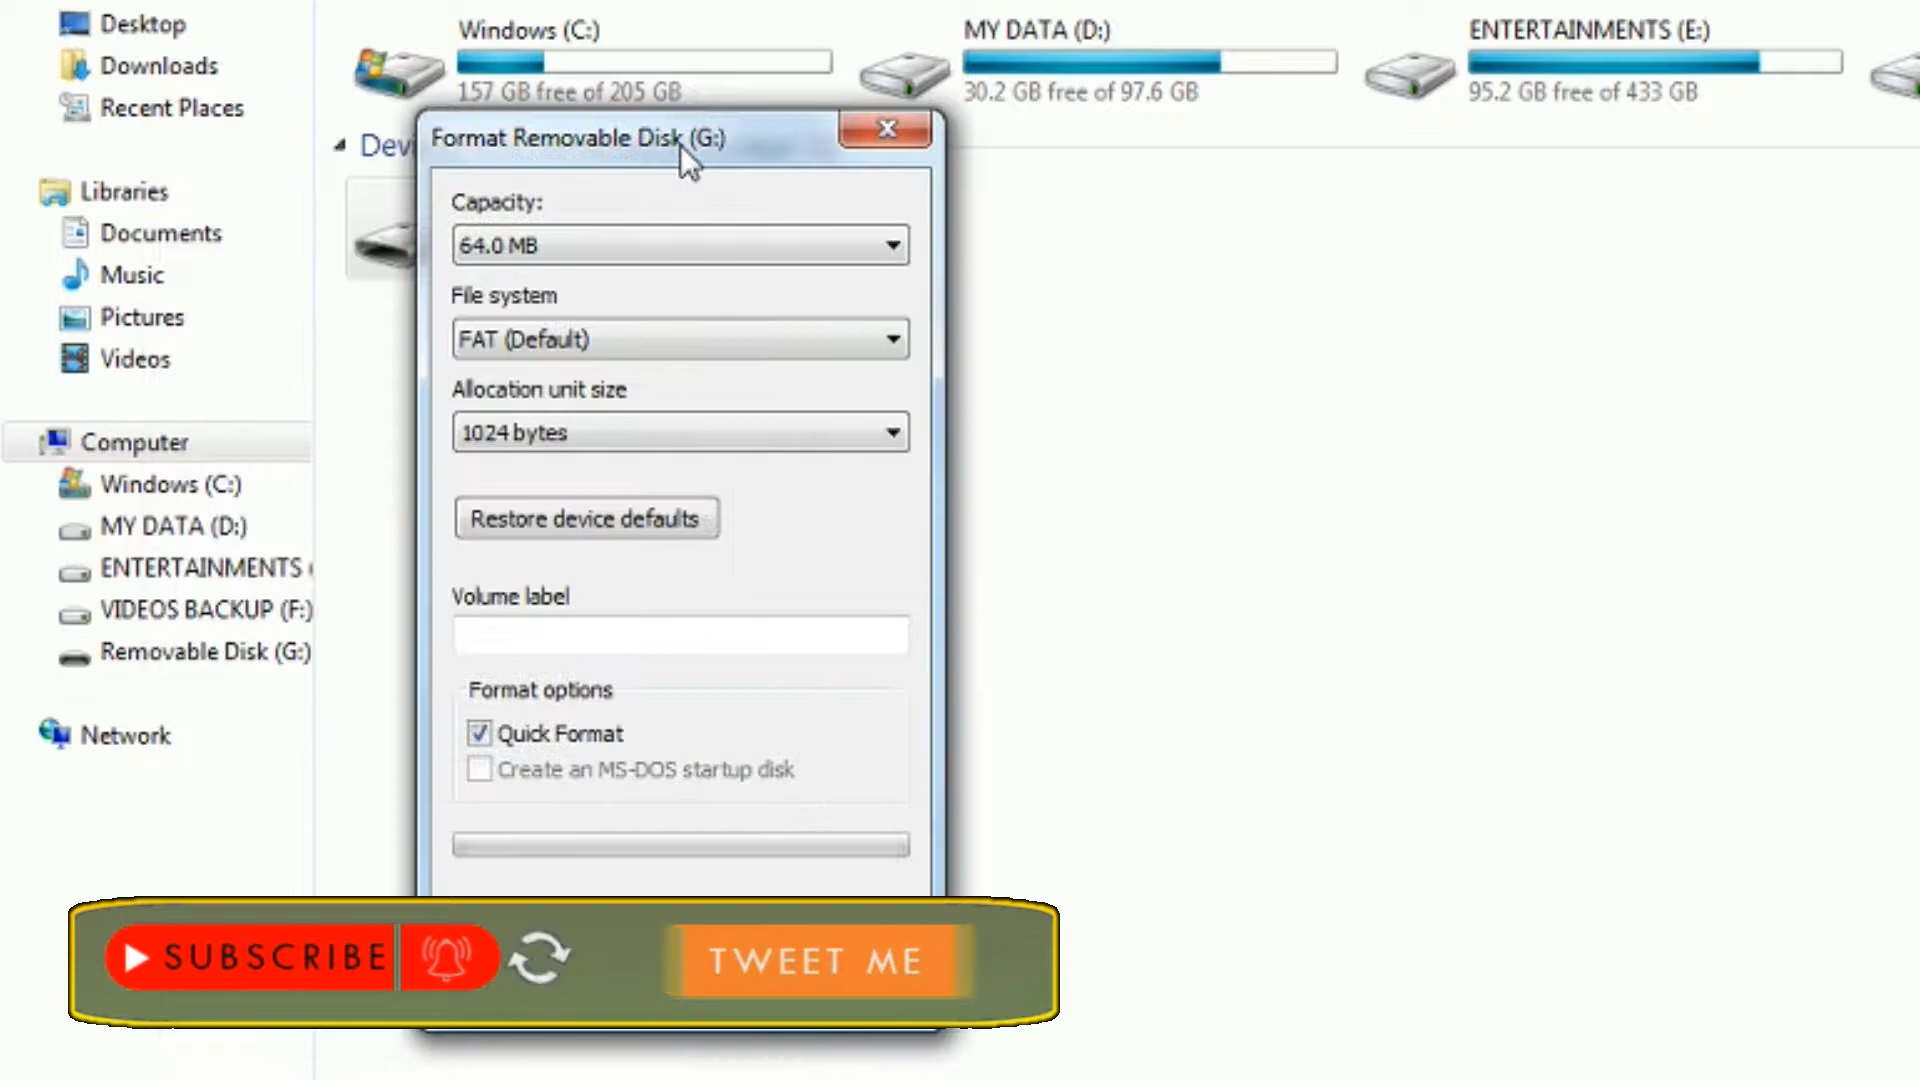 Desktop
Downloads
Recent Places
Libraries
Documents
Music
Pictures
Videos
Computer
Windows (C:)
MY DATA (D:)
ENTERTAINMENTS (
VIDEOS BACKUP (F:)
Removable Disk (G:)
Network
Windows (C:)
157 GB free of 205 GB
MY DATA (D:)
30.2 GB free of 97.6 GB
ENTERTAINMENTS (E:)
95.2 GB free of 433 GB
Devi
Format Removable Disk (G:)
Capacity:
64.0 MB
File system
FAT (Default)
Allocation unit size
1024 bytes
Restore device defaults
Volume label
Format options
Quick Format
Create an MS-DOS startup disk
SUBSCRIBE
TWEET ME